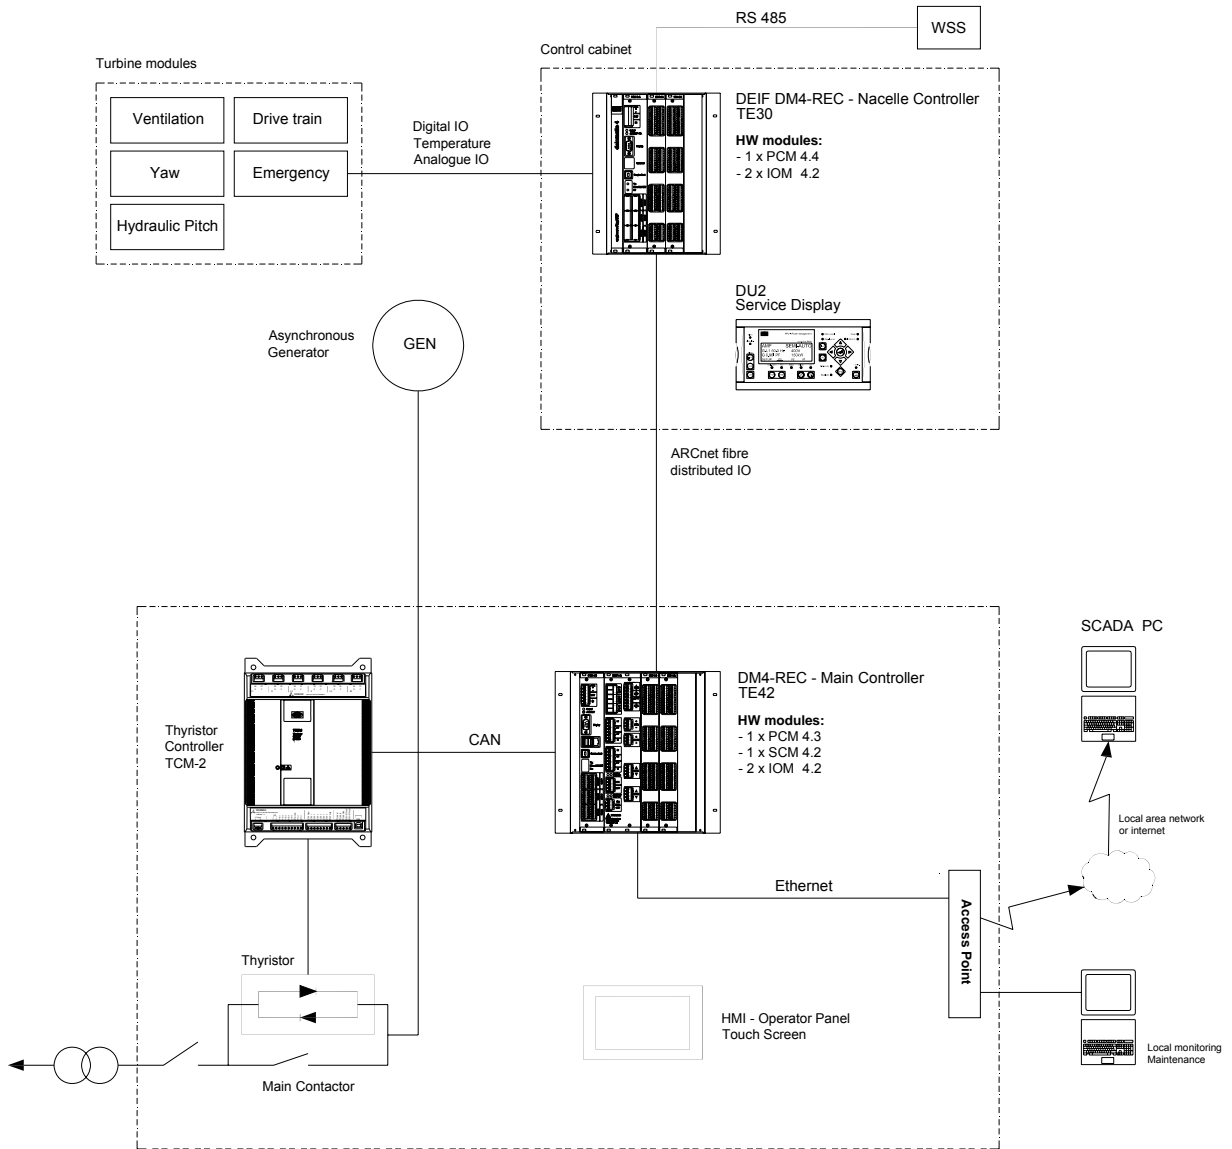 RS 485
WSS
Control cabinet
Turbine modules
Ventilation
Drive train
Yaw
Emergency
Hydraulic Pitch
Digital IO
Temperature
Analogue IO
DEIF DM4-REC - Nacelle Controller
TE30
HW modules:
- 1 x PCM 4.4
- 2 x IOM 4.2
DU2
Service Display
SEMI-AUTO
Asynchronous
Generator
GEN
ARCnet fibre
distributed IO
Thyristor
Controller
TCM-2
CAN
DM4-REC - Main Controller
TE42
HW modules:
- 1 x PCM 4.3
- 1 x SCM 4.2
- 2 x IOM 4.2
SCADA PC
Local area network
or internet
Ethernet
Access Point
Thyristor
Main Contactor
HMI - Operator Panel
Touch Screen
Local monitoring
Maintenance